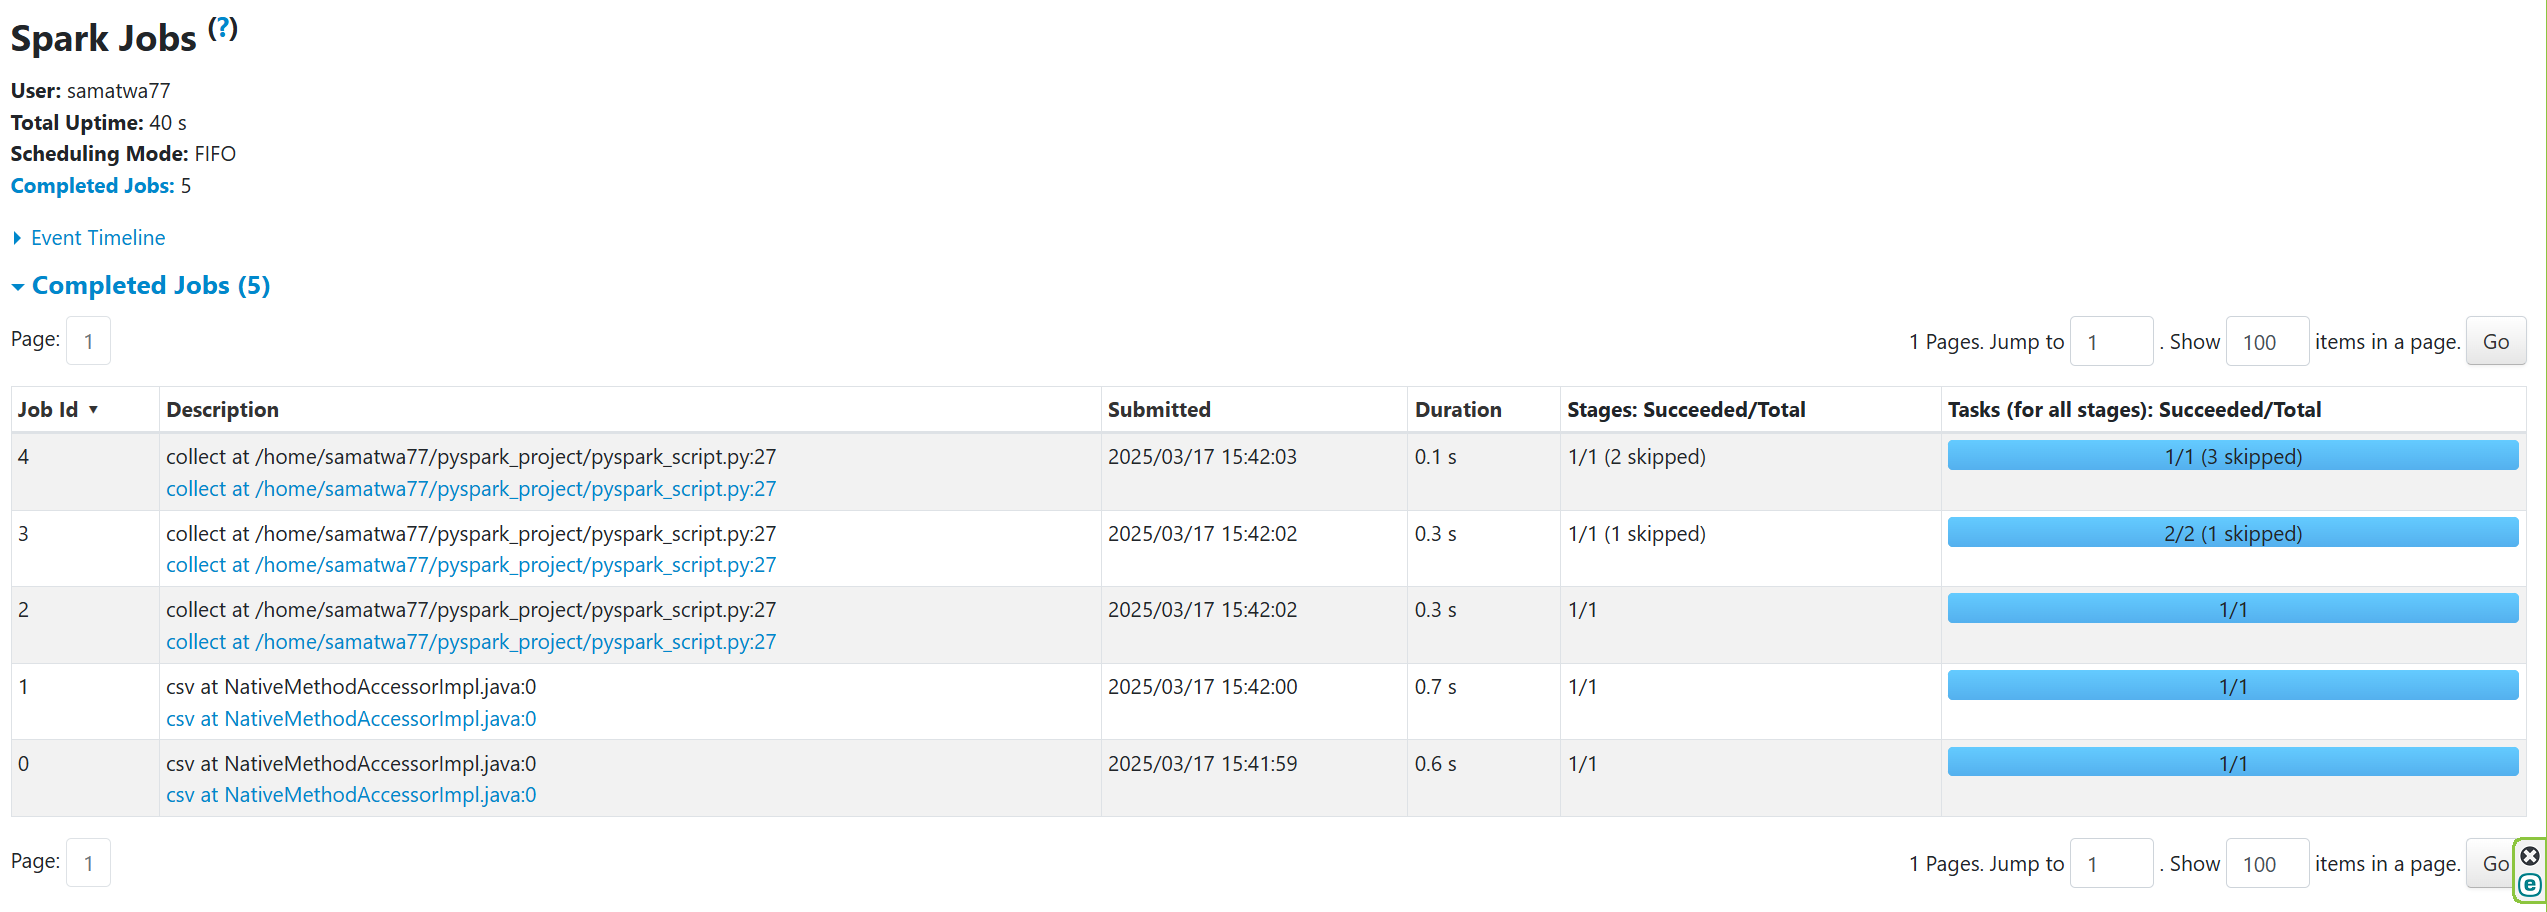 Spark Jobs (?)
User: samatwa77
Total Uptime: 40 s
Scheduling Mode: FIFO
Completed Jobs: 5
Event Timeline
Completed Jobs (5)
Page: 1 1 Pages. Jump to 1 . Show 100 items in a page. Go
Job Id ▼ Description Submitted Duration Stages: Succeeded/Total Tasks (for all stages): Succeeded/Total
4 collect at /home/samatwa77/pyspark_project/pyspark_script.py:27 2025/03/17 15:42:03 0.1 s 1/1 (2 skipped) 1/1 (3 skipped)
collect at /home/samatwa77/pyspark_project/pyspark_script.py:27
3 collect at /home/samatwa77/pyspark_project/pyspark_script.py:27 2025/03/17 15:42:02 0.3 s 1/1 (1 skipped) 2/2 (1 skipped)
collect at /home/samatwa77/pyspark_project/pyspark_script.py:27
2 collect at /home/samatwa77/pyspark_project/pyspark_script.py:27 2025/03/17 15:42:02 0.3 s 1/1 1/1
collect at /home/samatwa77/pyspark_project/pyspark_script.py:27
1 csv at NativeMethodAccessorImpl.java:0 2025/03/17 15:42:00 0.7 s 1/1 1/1
csv at NativeMethodAccessorImpl.java:0
0 csv at NativeMethodAccessorImpl.java:0 2025/03/17 15:41:59 0.6 s 1/1 1/1
csv at NativeMethodAccessorImpl.java:0
Page: 1 1 Pages. Jump to 1 . Show 100 items in a page. Go
e